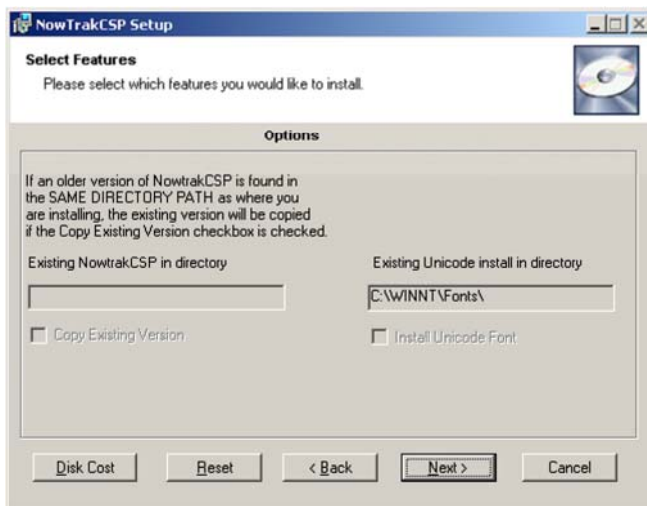 NowTrakCSP Setup
Select Features
Please select which features you would like to install.
Options
If an older version of NowtrakCSP is found in
the SAME DIRECTORY PATH as where you
are installing, the existing version will be copied
if the Copy Existing Version checkbox is checked.
Existing NowtrakCSP in directory
Existing Unicode install in directory
C:\WINNT\Fonts\
Copy Existing Version
Install Unicode Font
Disk Cost
Reset
< Back
Next >
Cancel